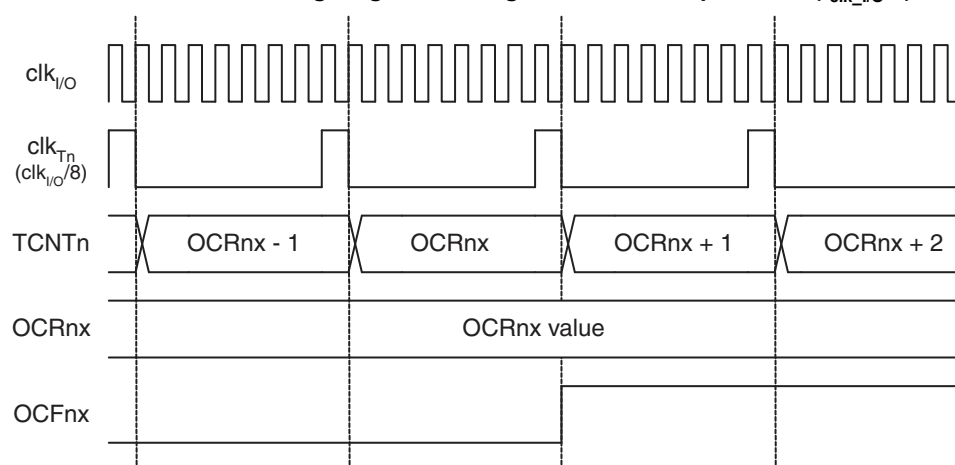 clkI/O
clkTn
(clkI/O/8)
TCNTn OCRnx - 1 OCRnx OCRnx + 1 OCRnx + 2
OCRnx OCRnx value
OCFnx